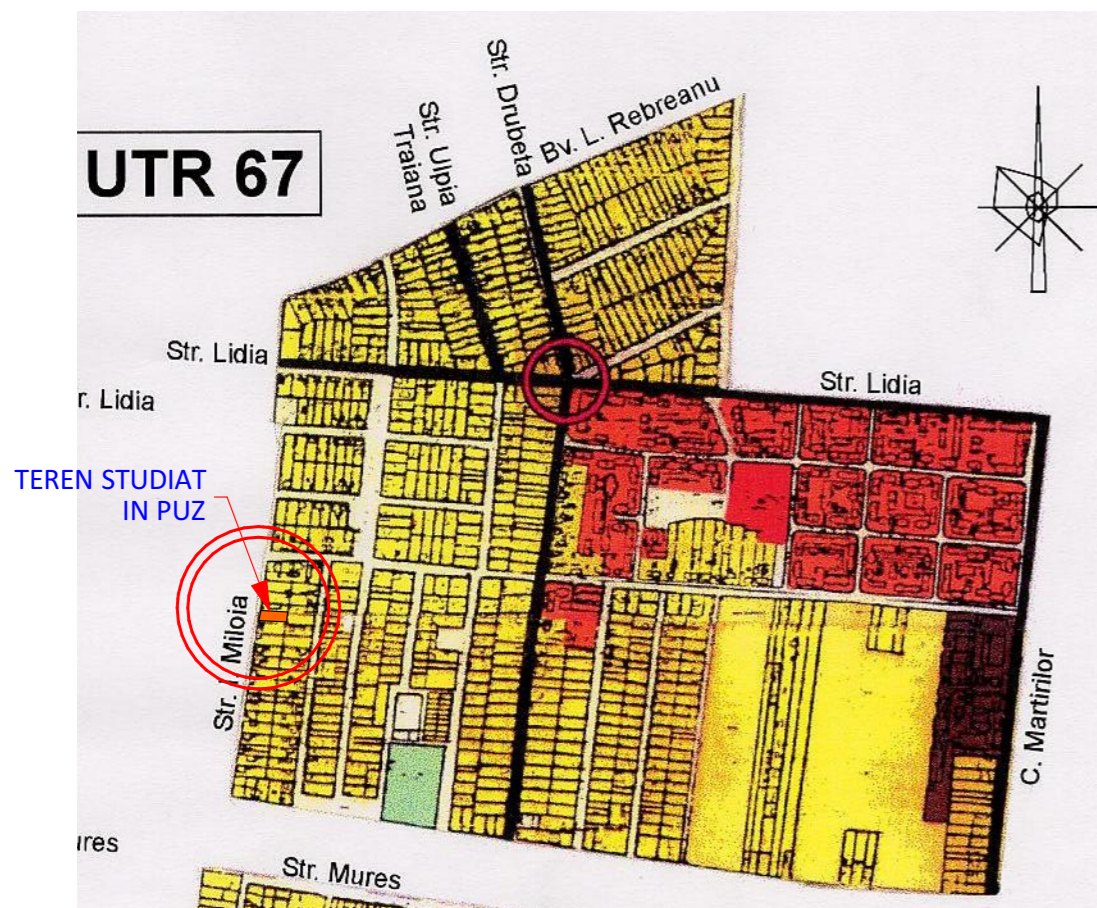 UTR 67
Str. Ulpia
Traiana
Str. Drubeta
Bv. L. Rebreanu
Str. Lidia
Str. Lidia
r. Lidia
TEREN STUDIAT
IN PUZ
Str. Miloia
C. Martirilor
ures
Str. Mures